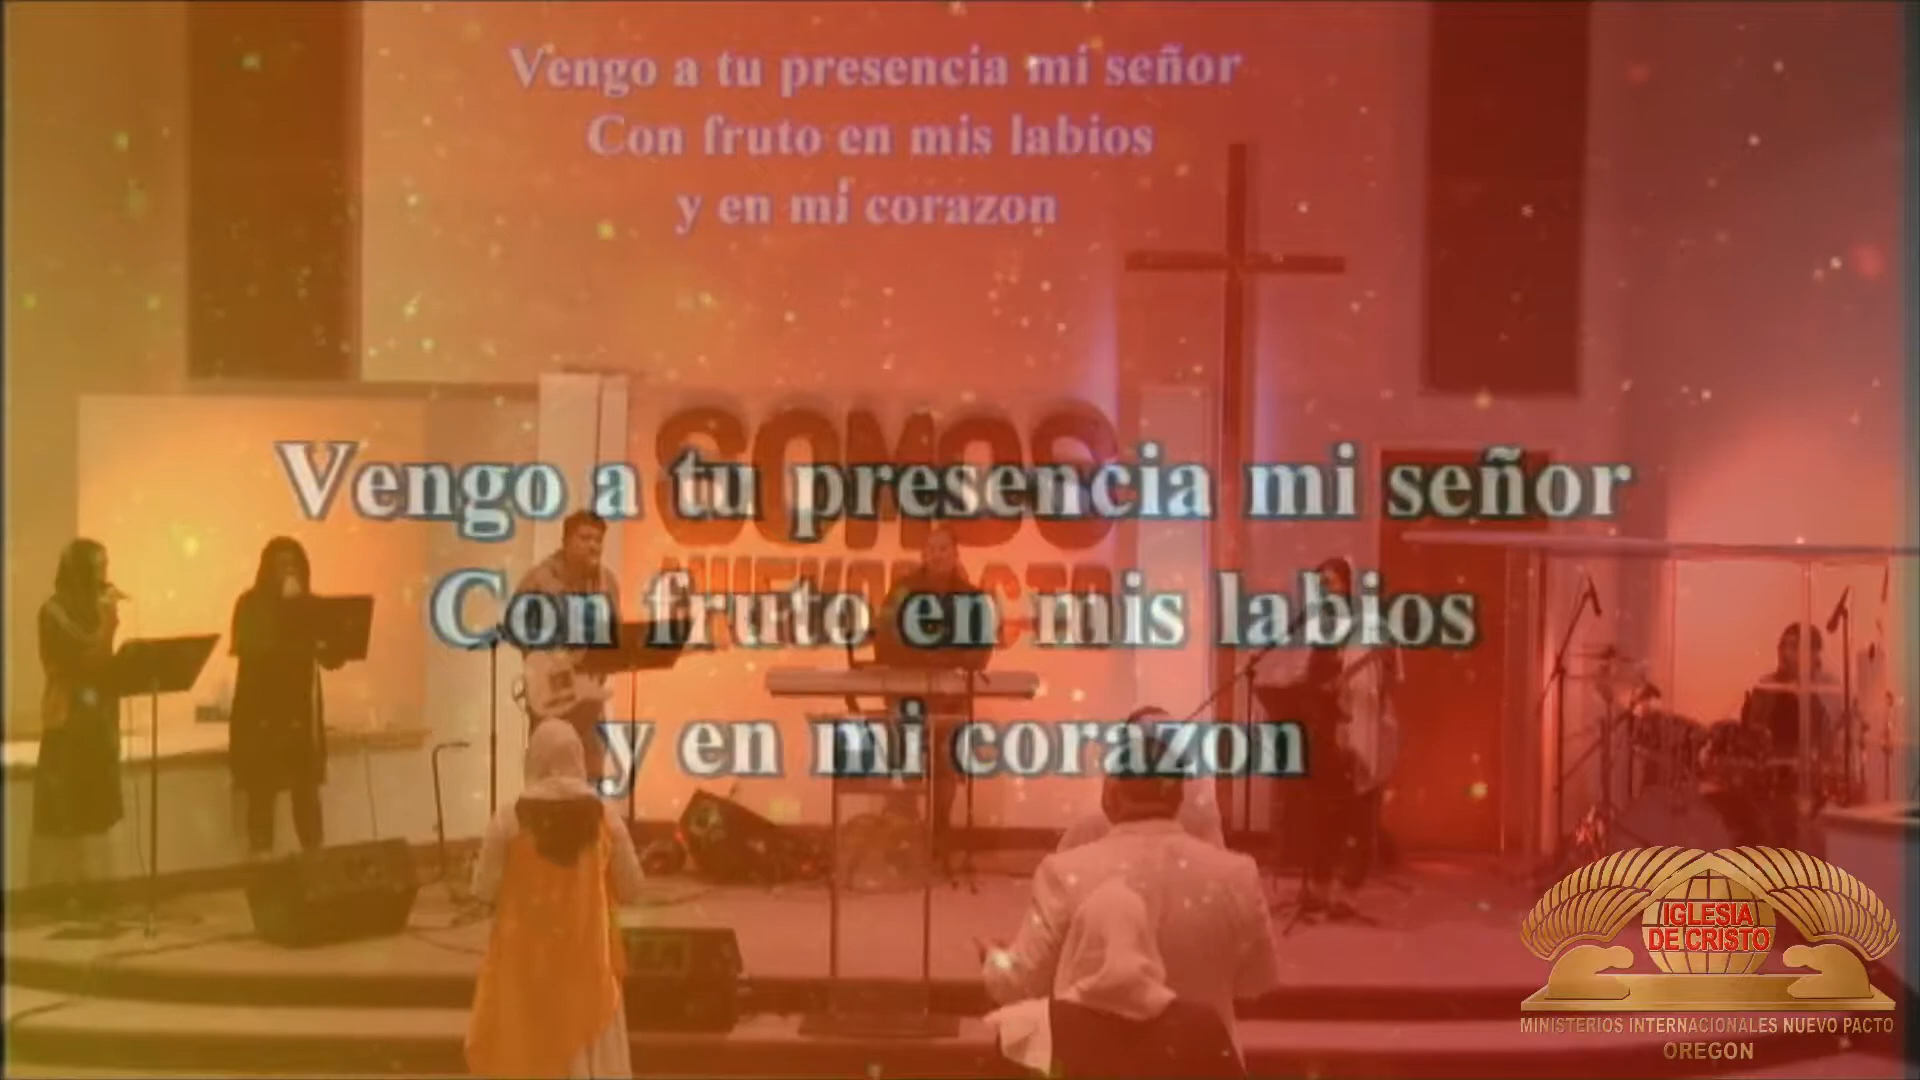 Vengo a tu presencia mi señor
Con fruto en mis labios
y en mi corazon
SOMOS
NUEVOPACTO
Vengo a tu presencia mi señor
Con fruto en mis labios
y en mi corazon
IGLESIA
DE CRISTO
MINISTERIOS INTERNACIONALES NUEVO PACTO
OREGON